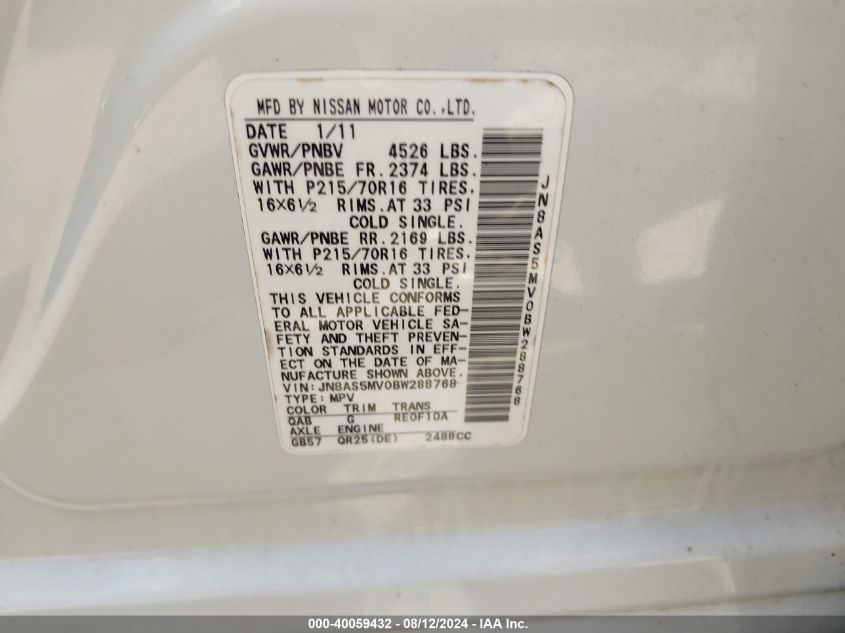 MFD BY NISSAN MOTOR CO.,LTD.
DATE 1/11
GVWR/PNBV 4526 LBS.
GAWR/PNBE FR. 2374 LBS.
WITH P215/70R16 TIRES.
16X6½ RIMS.AT 33 PSI
COLD SINGLE.
GAWR/PNBE RR. 2169 LBS.
WITH P215/70R16 TIRES.
16X6½ RIMS.AT 33 PSI
COLD SINGLE.
THIS VEHICLE CONFORMS
TO ALL APPLICABLE FED-
ERAL MOTOR VEHICLE SA-
FETY AND THEFT PREVEN-
TION STANDARDS IN EFF-
ECT ON THE DATE OF MA-
NUFACTURE SHOWN ABOVE.
VIN: JN8AS5MV0BW288768
TYPE: MPV
COLOR TRIM TRANS
QAB G RE0F10A
AXLE ENGINE
GB57 QR25(DE) 2488CC
JN8AS5MV0BW288768
000-40059432 - 08/12/2024 - IAA Inc.